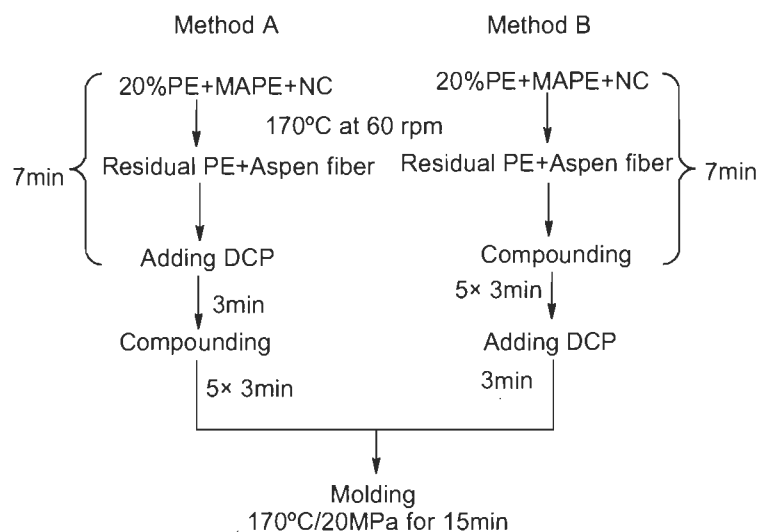 Method A
Method B
20%PE+MAPE+NC
20%PE+MAPE+NC
170ºC at 60 rpm
7min
Residual PE+Aspen fiber
Residual PE+Aspen fiber
7min
Adding DCP
Compounding
3min
5× 3min
Compounding
Adding DCP
5× 3min
3min
Molding
170ºC/20MPa for 15min